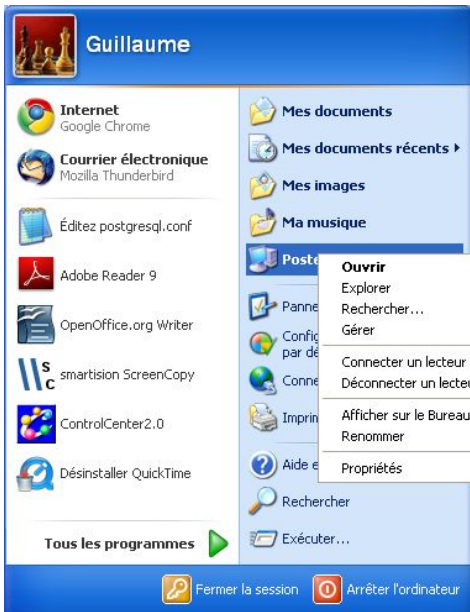 Guillaume
Internet
Google Chrome
Courrier électronique
Mozilla Thunderbird
Éditez postgresql.conf
Adobe Reader 9
OpenOffice.org Writer
smartision ScreenCopy
ControlCenter2.0
Désinstaller QuickTime
Tous les programmes
Mes documents
Mes documents récents
Mes images
Ma musique
Poste
Panne
Config
par dé
Conne
Imprim
Aide e
Rechercher
Exécuter...
Ouvrir
Explorer
Rechercher...
Gérer
Connecter un lecteur
Déconnecter un lecteu
Afficher sur le Bureau
Renommer
Propriétés
Fermer la session
Arrêter l'ordinateur